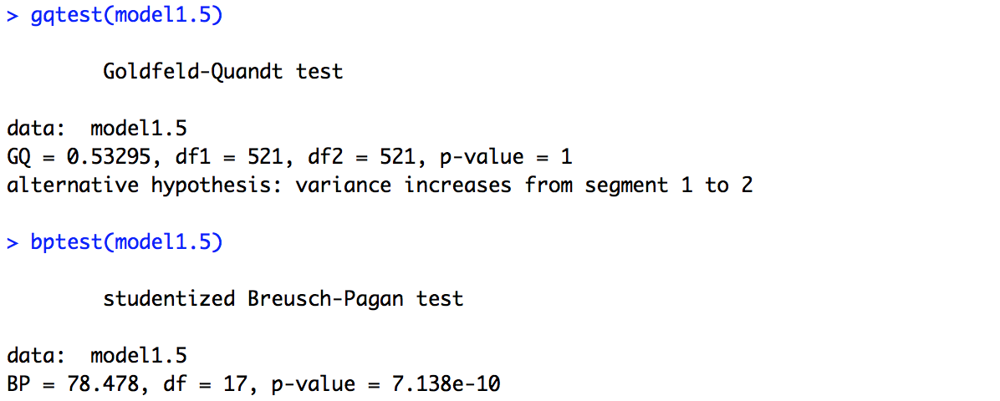 > gqtest(model1.5)
Goldfeld-Quandt test
data:  model1.5
GQ = 0.53295, df1 = 521, df2 = 521, p-value = 1
alternative hypothesis: variance increases from segment 1 to 2
> bptest(model1.5)
studentized Breusch-Pagan test
data:  model1.5
BP = 78.478, df = 17, p-value = 7.138e-10